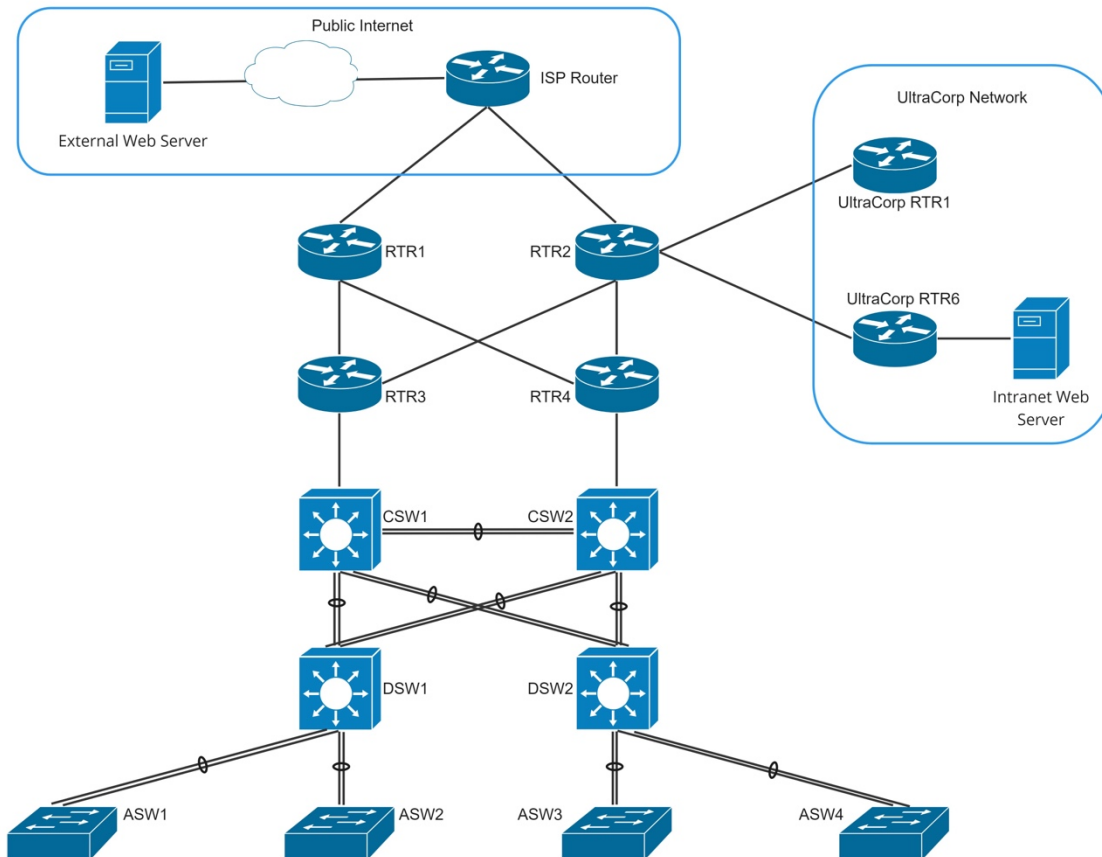 Public Internet
ISP Router
External Web Server
UltraCorp Network
UltraCorp RTR1
RTR1
RTR2
UltraCorp RTR6
RTR3
RTR4
Intranet Web
Server
CSW1
CSW2
DSW1
DSW2
ASW1
ASW2
ASW3
ASW4